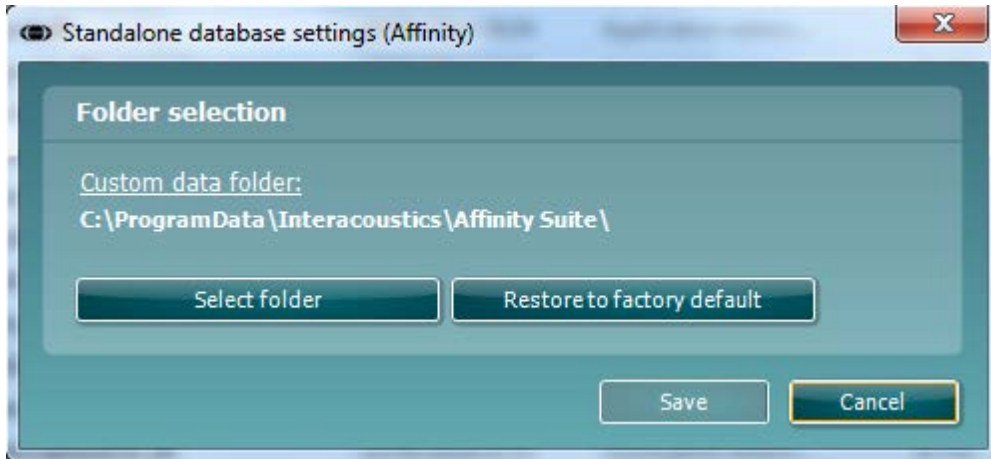 Standalone database settings (Affinity)
Folder selection
Custom data folder:
C:\ProgramData\Interacoustics\Affinity Suite\
Select folder
Restore to factory default
Save
Cancel